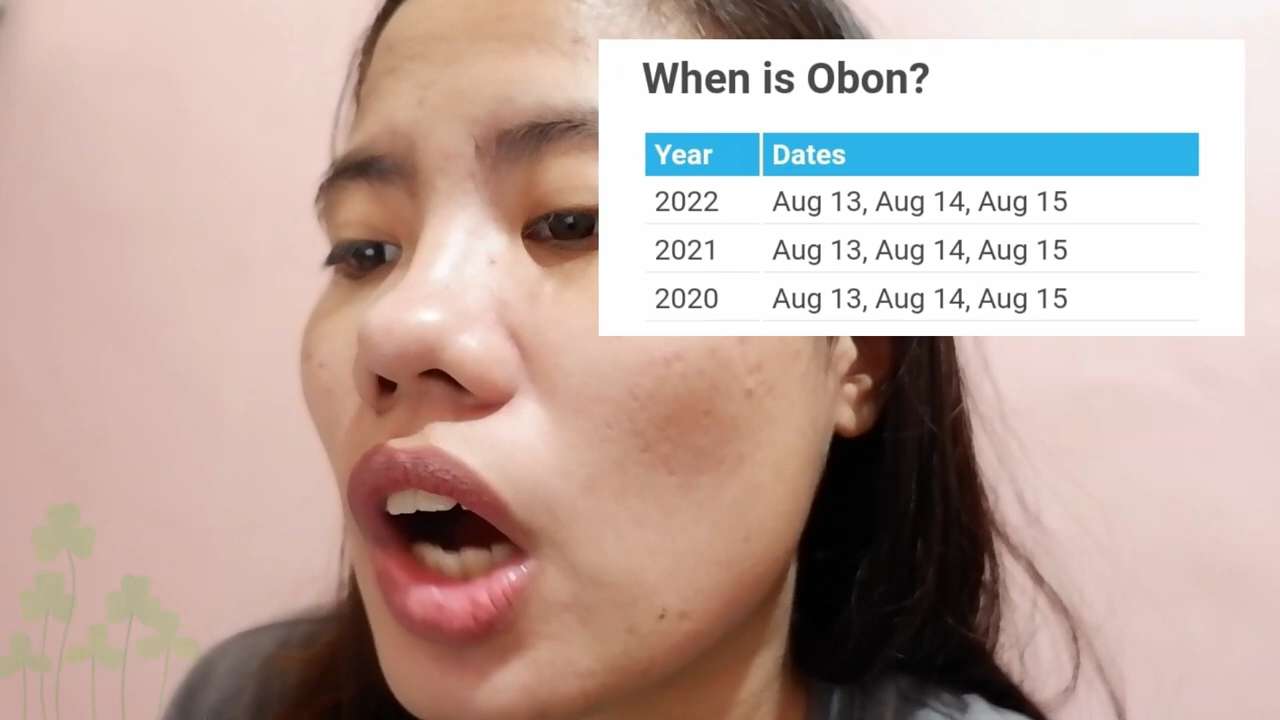 When is Obon?
Year Dates
2022 Aug 13, Aug 14, Aug 15
2021 Aug 13, Aug 14, Aug 15
2020 Aug 13, Aug 14, Aug 15